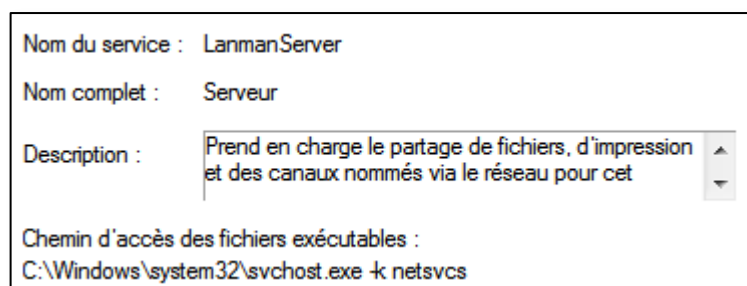 Nom du service : LanmanServer
Nom complet : Serveur
Description : Prend en charge le partage de fichiers, d'impression
et des canaux nommés via le réseau pour cet
Chemin d'accès des fichiers exécutables :
C:\Windows\system32\svchost.exe -k netsvcs